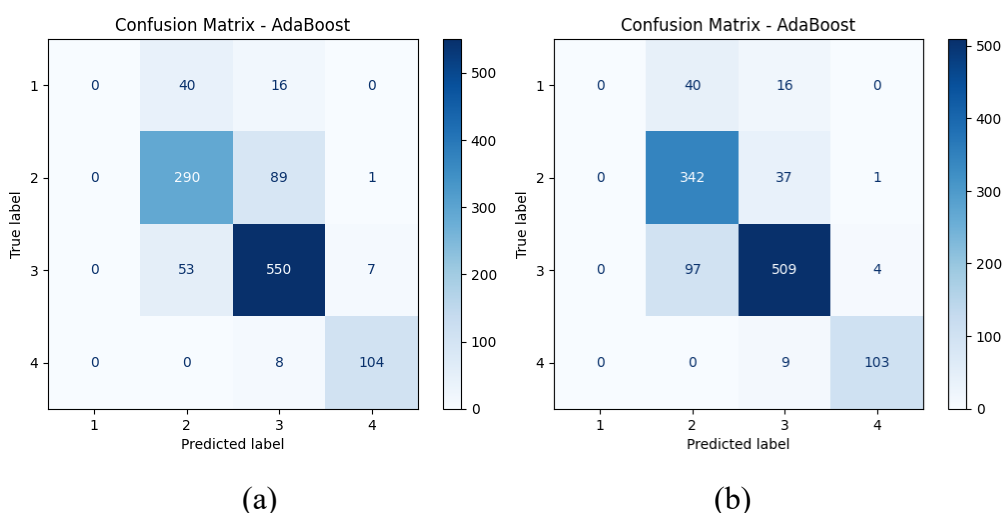 Confusion Matrix - AdaBoost
1 0 40 16 0
2 0 290 89 1
3 0 53 550 7
4 0 0 8 104
1 2 3 4
Predicted label
True label
500
400
300
200
100
0
(a)
Confusion Matrix - AdaBoost
1 0 40 16 0
2 0 342 37 1
3 0 97 509 4
4 0 0 9 103
1 2 3 4
Predicted label
True label
500
400
300
200
100
0
(b)